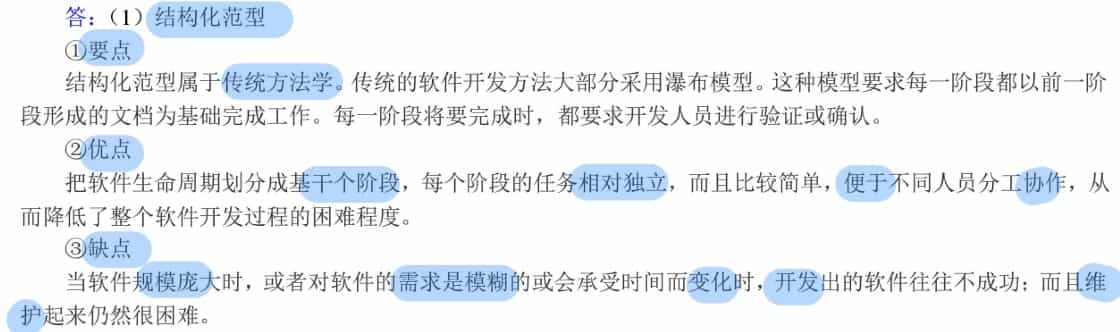 答：（1）结构化范型
①要点
结构化范型属于传统方法学。传统的软件开发方法大部分采用瀑布模型。这种模型要求每一阶段都以前一阶
段形成的文档为基础完成工作。每一阶段将要完成时，都要求开发人员进行验证或确认。
②优点
把软件生命周期划分成基干个阶段，每个阶段的任务相对独立，而且比较简单，便于不同人员分工协作，从
而降低了整个软件开发过程的困难程度。
③缺点
当软件规模庞大时，或者对软件的需求是模糊的或会承受时间而变化时，开发出的软件往往不成功；而且维
护起来仍然很困难。